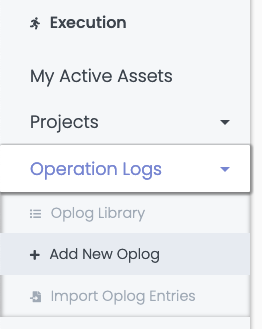 Execution
My Active Assets
Projects
Operation Logs
Oplog Library
Add New Oplog
Import Oplog Entries